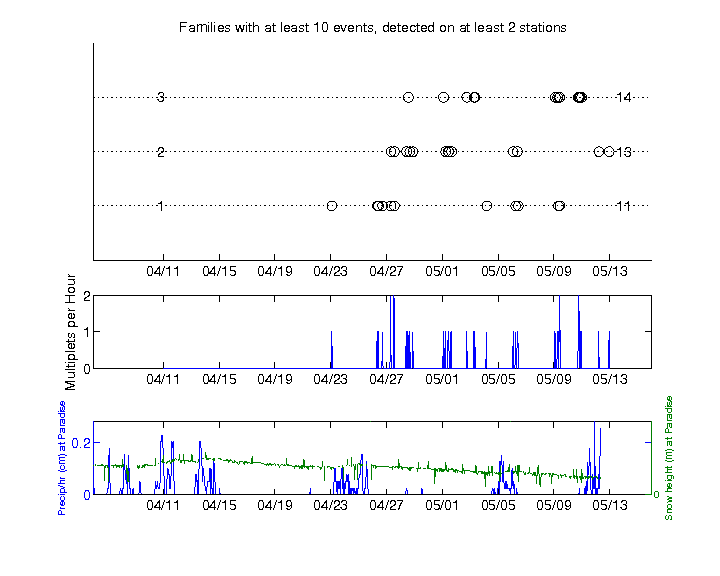 Families with at least 10 events, detected on at least 2 stations
3 14
2 13
1 11
04/11 04/15 04/19 04/23 04/27 05/01 05/05 05/09 05/13
Multiplets per Hour
2
1
0
04/11 04/15 04/19 04/23 04/27 05/01 05/05 05/09 05/13
Precip/hr (cm) at Paradise
0.2
0
Snow height (m) at Paradise
0
04/11 04/15 04/19 04/23 04/27 05/01 05/05 05/09 05/13